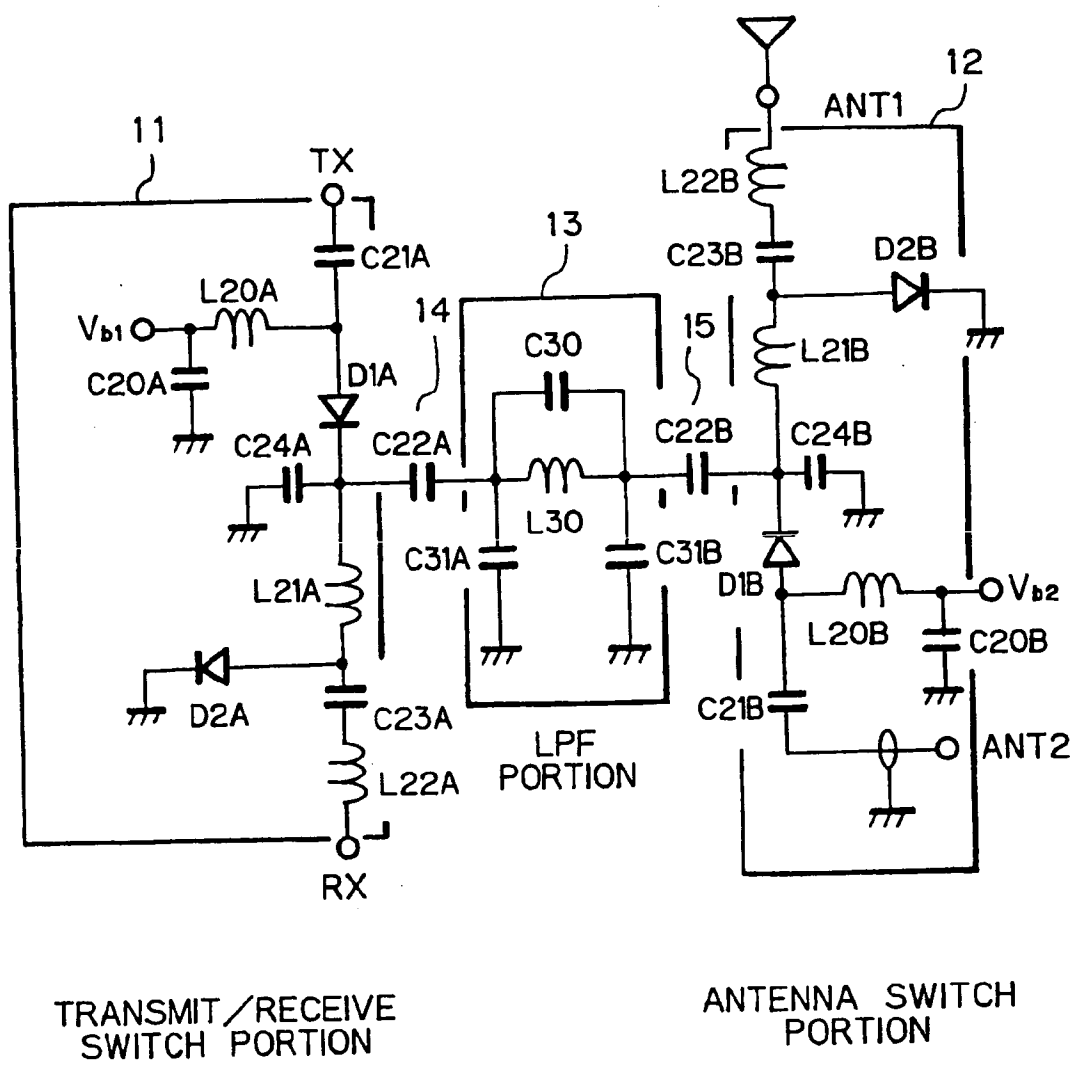 12
ANT1
11
TX
L22B
13
C23B
D2B
C21A
L20A
14
Vb1
15
C30
L21B
C20A
D1A
C24A
C22A
C22B
C24B
L30
C31A
C31B
L21A
D1B
Vb2
L20B
C20B
D2A
C23A
C21B
LPF
PORTION
ANT2
L22A
RX
TRANSMIT/RECEIVE
SWITCH PORTION
ANTENNA SWITCH
PORTION